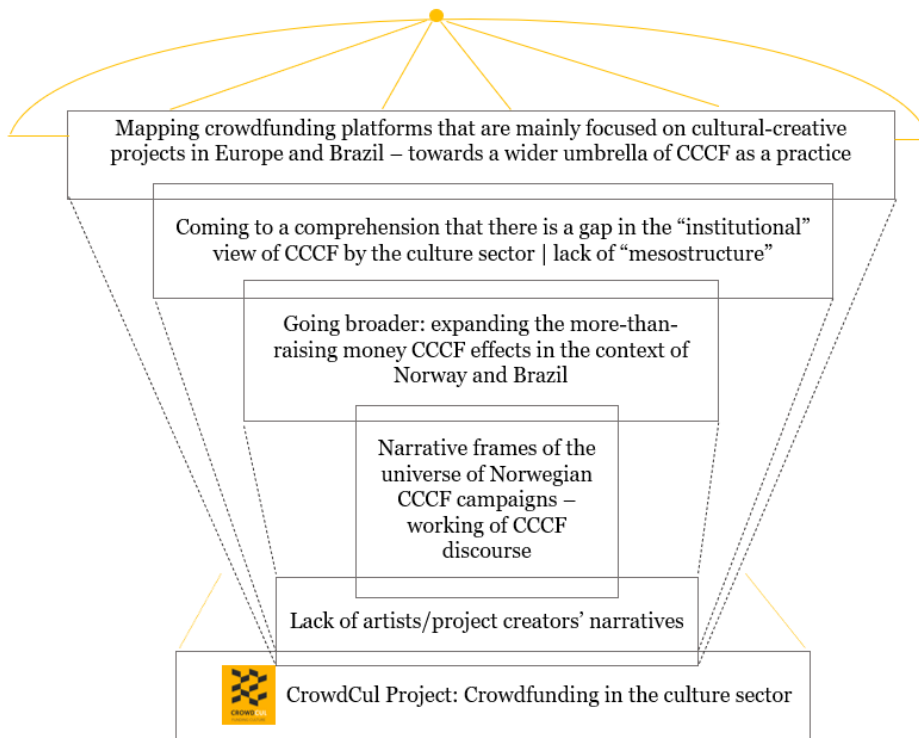 Mapping crowdfunding platforms that are mainly focused on cultural-creative
projects in Europe and Brazil – towards a wider umbrella of CCCF as a practice
Coming to a comprehension that there is a gap in the “institutional”
view of CCCF by the culture sector | lack of “mesostructure”
Going broader: expanding the more-than-
raising money CCCF effects in the context of
Norway and Brazil
Narrative frames of the
universe of Norwegian
CCCF campaigns –
working of CCCF
discourse
Lack of artists/project creators’ narratives
CrowdCul Project: Crowdfunding in the culture sector
CROWDCUL